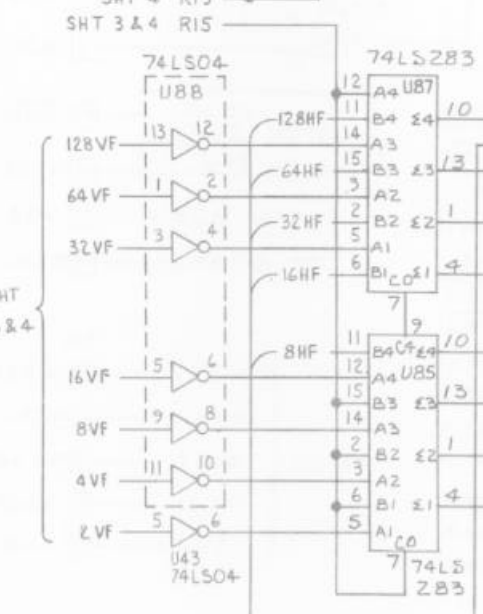 SHT 4 R15
SHT 3 & 4 R15
74LS04
74LS283
U88
U87
12 A4
11 B4 Σ4 10
128HF
128VF 13 12
14 A3
15 B3 Σ3 13
64HF
64VF 1 2
3 A2
2 B2 Σ2 1
32HF
32VF 3 4
5 A1
6 B1 C0 Σ1 4
16HF
SHT
& 4
7
9
8HF
11 B4 C4 Σ4 10
16VF 5 6
12 A4 U85
15 B3 Σ3 13
8VF 9 8
14 A3
2 B2 Σ2 1
4VF 11 10
3 A2
6 B1 Σ1 4
2VF 5 6
5 A1
C0
U43
74LS04
7
74LS
283